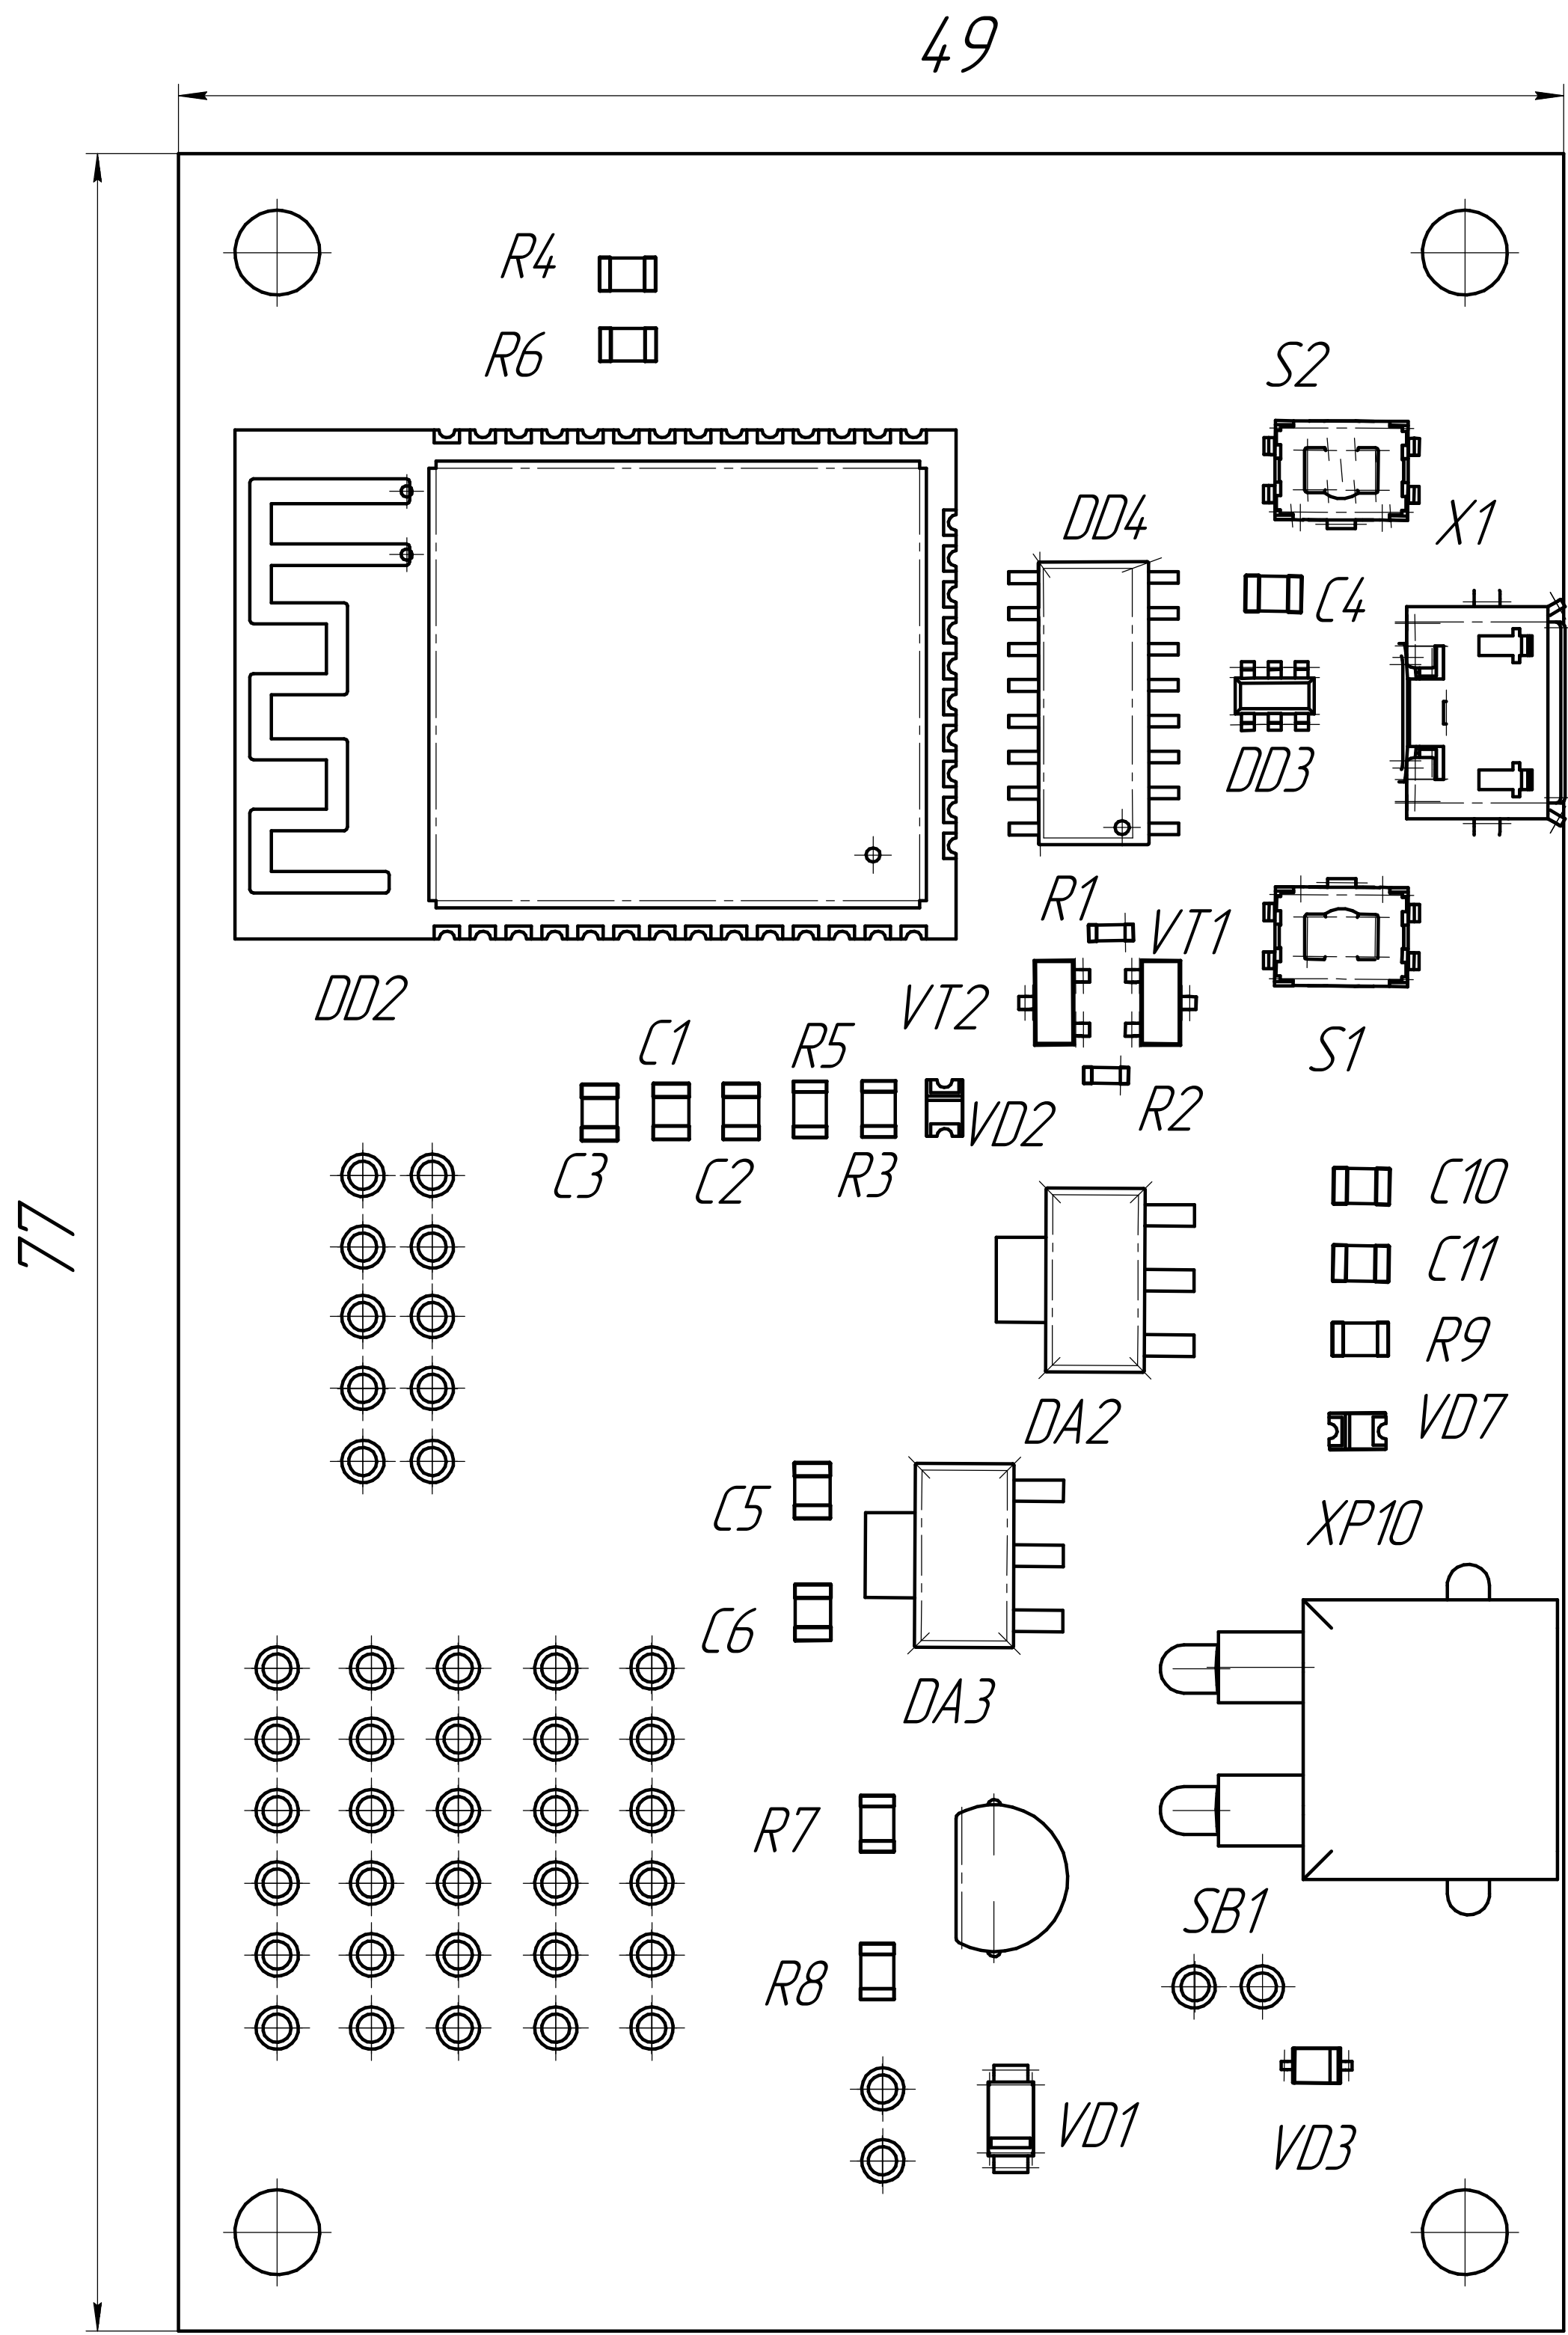 49
R4
R6
S2
X1
DD4
C4
DD3
R1
VT1
DD2
VT2
S1
C1
R5
R2
VD2
C3
C2
R3
C10
C11
77
R9
VD7
DA2
C5
XP10
C6
DA3
R7
SB1
R8
VD1
VD3